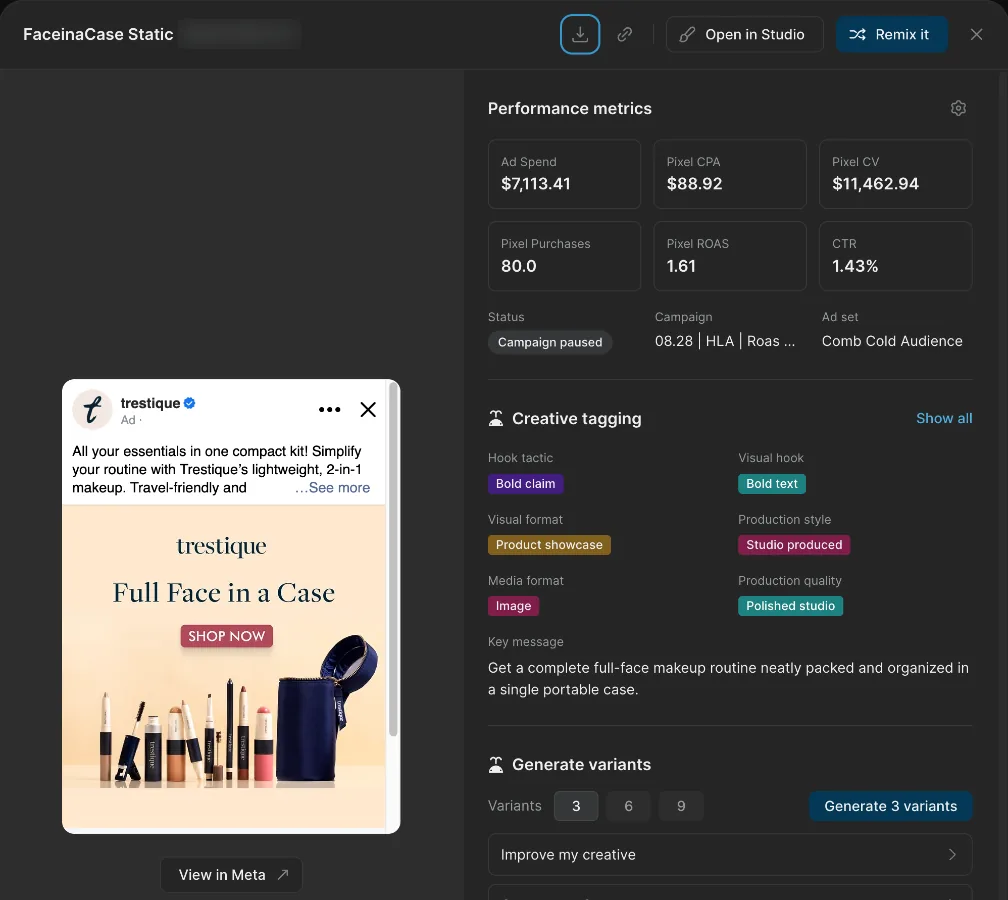 FaceinaCase Static
Open in Studio
Remix it
trestique
Ad ·
All your essentials in one compact kit! Simplify
your routine with Trestique’s lightweight, 2-in-1
makeup. Travel-friendly and …See more
trestique
Full Face in a Case
SHOP NOW
trestique
View in Meta
Performance metrics
Ad Spend Pixel CPA Pixel CV
$7,113.41 $88.92 $11,462.94
Pixel Purchases Pixel ROAS CTR
80.0 1.61 1.43%
Status Campaign Ad set
Campaign paused 08.28 | HLA | Roas ... Comb Cold Audience
Creative tagging Show all
Hook tactic Visual hook
Bold claim Bold text
Visual format Production style
Product showcase Studio produced
Media format Production quality
Image Polished studio
Key message
Get a complete full-face makeup routine neatly packed and organized in
a single portable case.
Generate variants
Variants 3 6 9 Generate 3 variants
Improve my creative